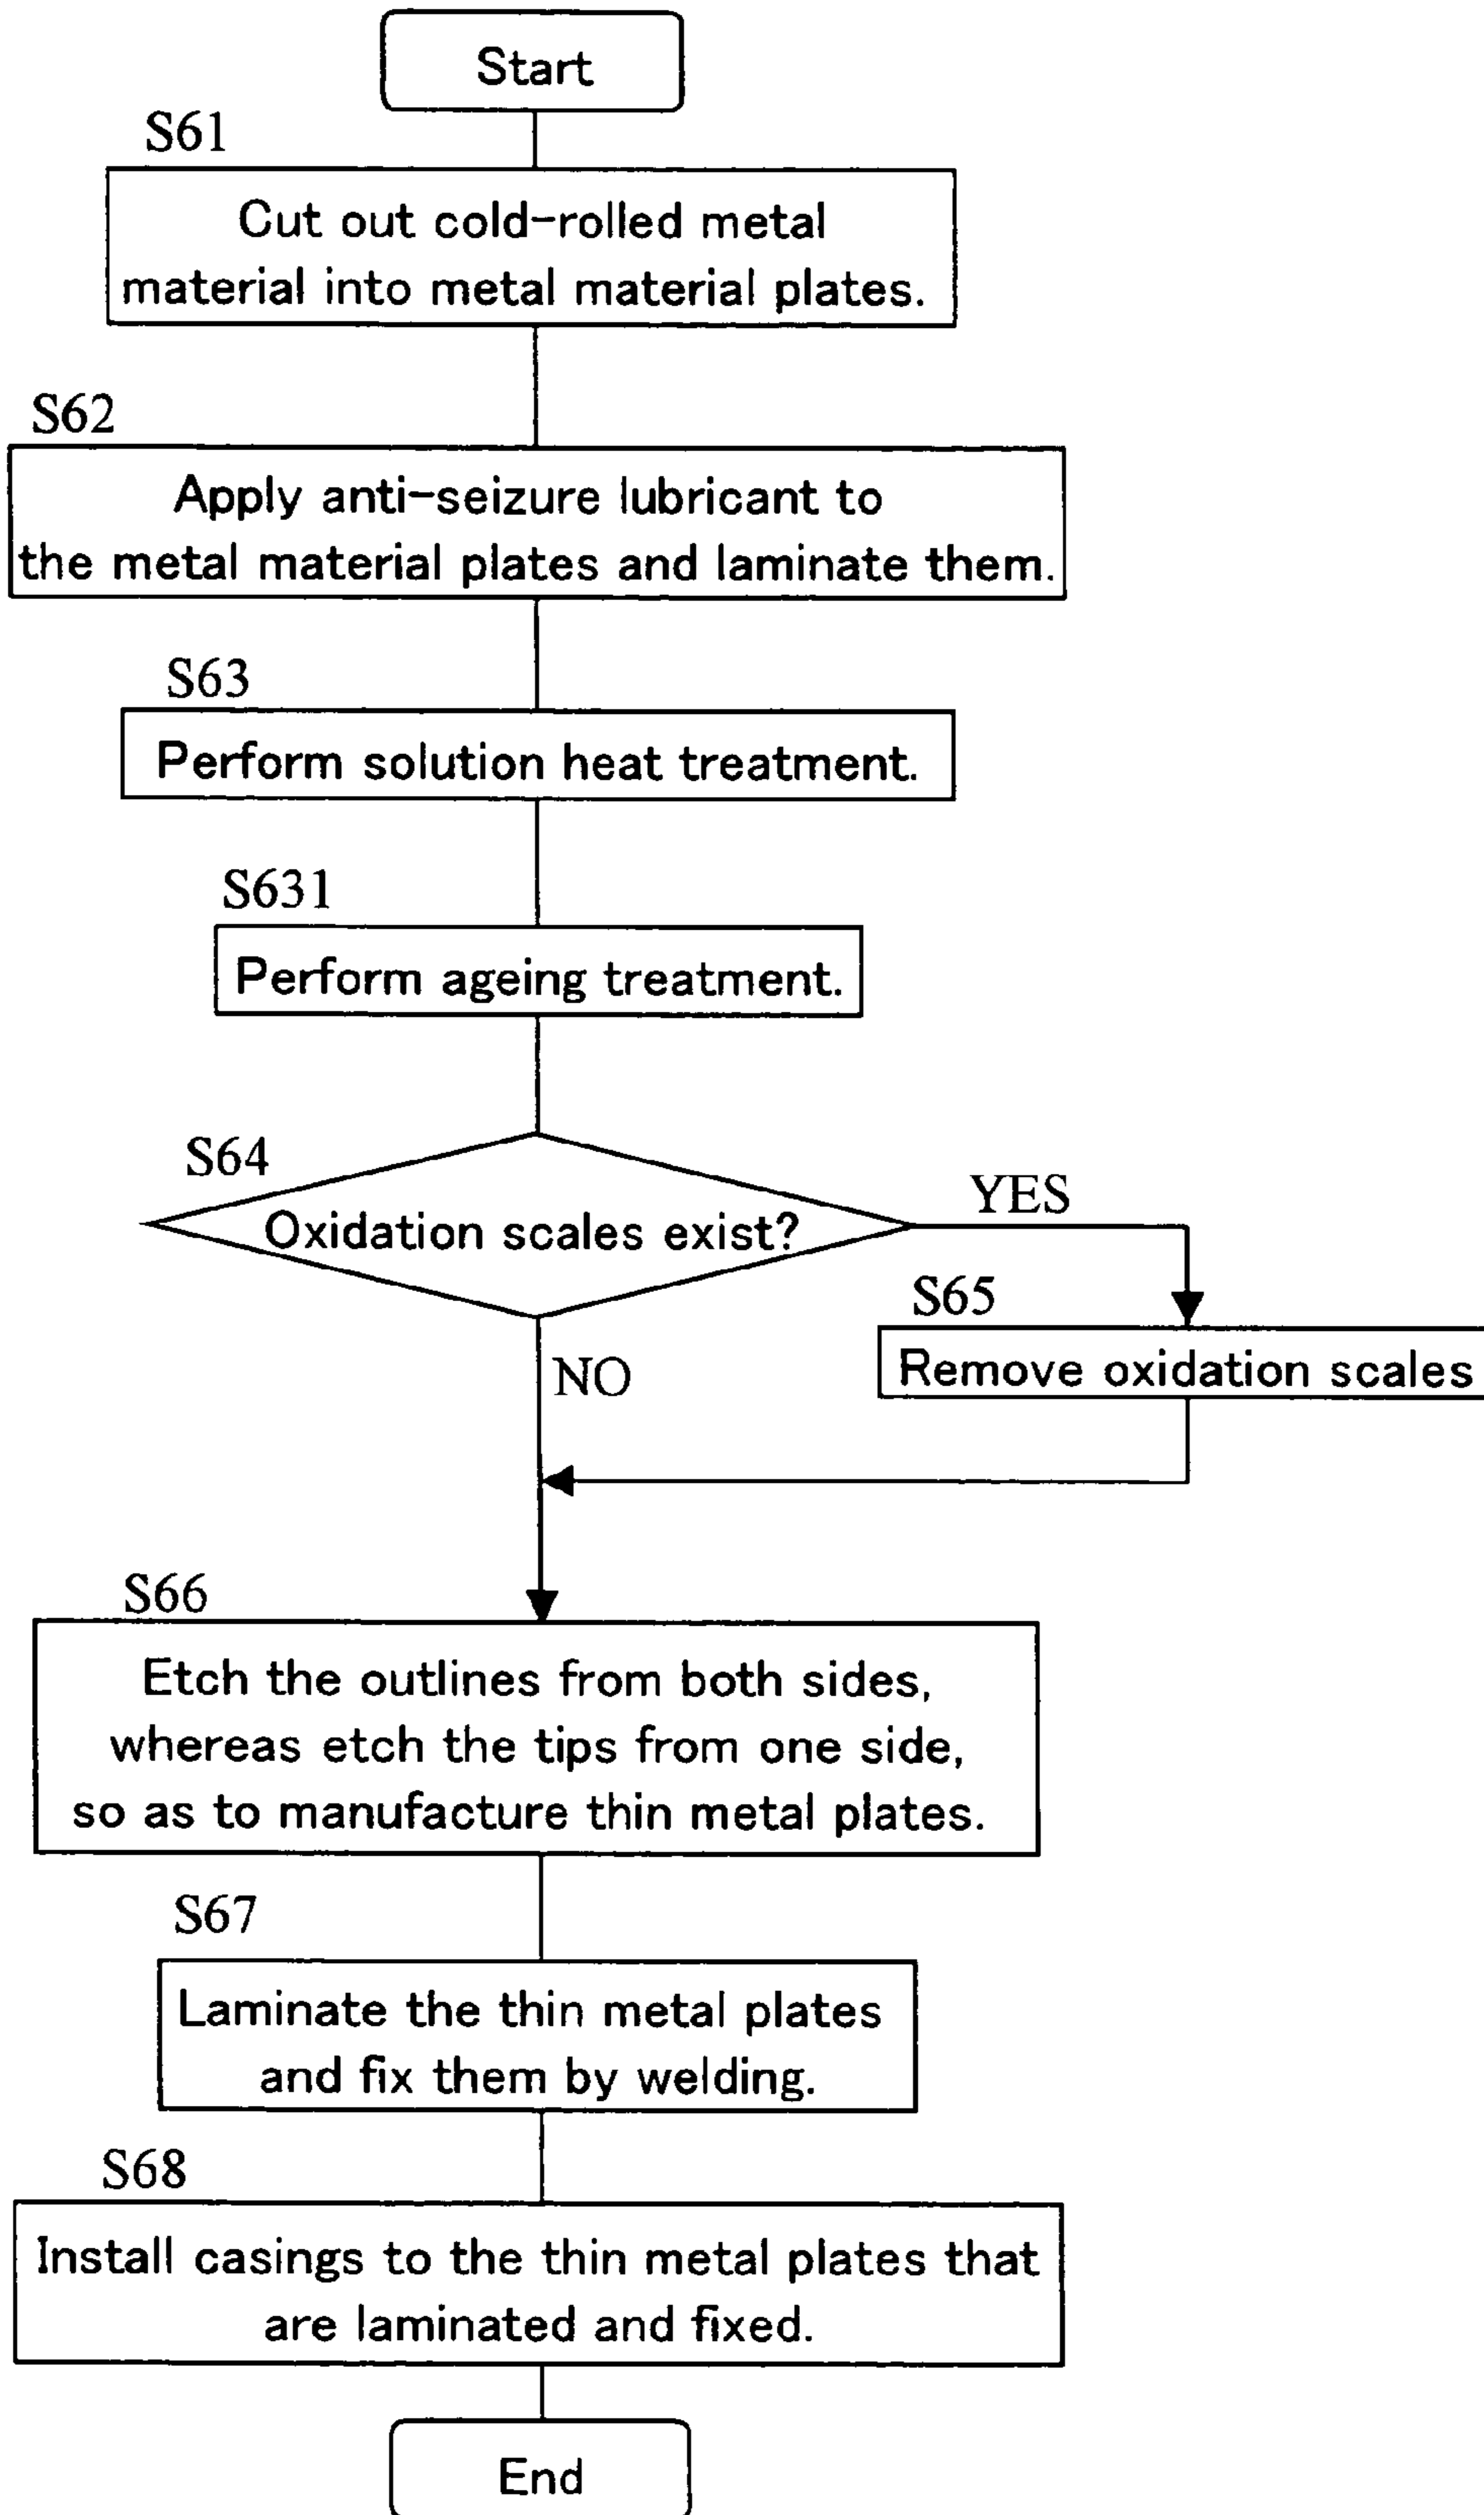 Start
S61
Cut out cold-rolled metal
material into metal material plates.
S62
Apply anti-seizure lubricant to
the metal material plates and laminate them.
S63
Perform solution heat treatment.
S631
Perform ageing treatment.
S64
Oxidation scales exist?
YES
S65
Remove oxidation scales
NO
S66
Etch the outlines from both sides,
whereas etch the tips from one side,
so as to manufacture thin metal plates.
S67
Laminate the thin metal plates
and fix them by welding.
S68
Install casings to the thin metal plates that
are laminated and fixed.
End